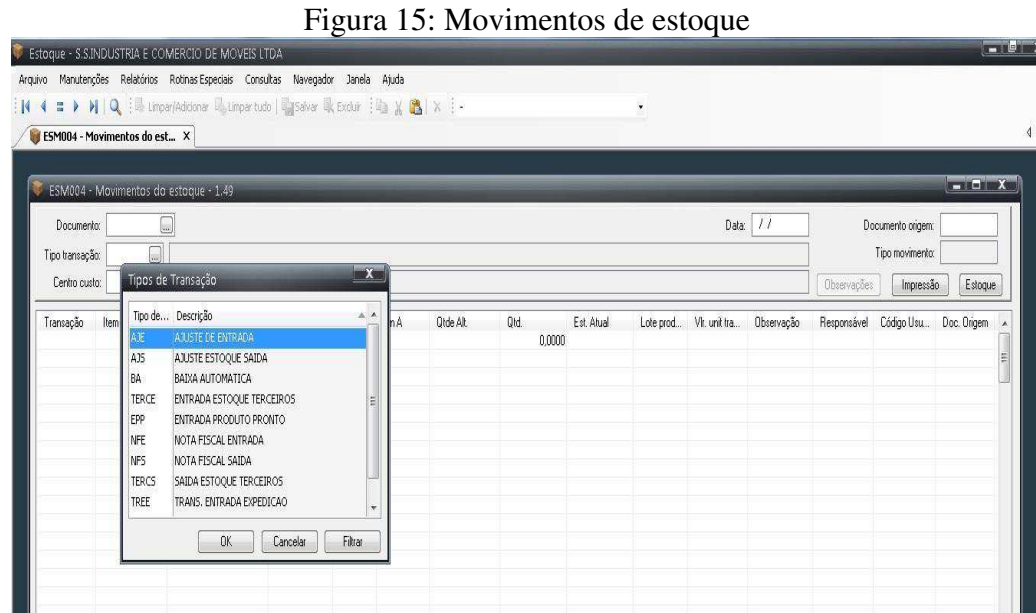 Figura 15: Movimentos de estoque
Estoque - S.S.INDUSTRIA E COMERCIO DE MOVEIS LTDA
Arquivo Manutenções Relatórios Rotinas Especiais Consultas Navegador Janela Ajuda
Limpar/Adicionar Limpar tudo Salvar Excluir
ESM004 - Movimentos do est... X
ESM004 - Movimentos do estoque - 1.49
Documento: ... Data: / / Documento origem:
Tipo transação: ... Tipo movimento:
Centro custo: Observações Impressão Estoque
Tipos de Transação
Transação Item n A Qtde Alt. Qtd. Est. Atual Lote prod... Vlr. unit tra... Observação Responsável Código Usu... Doc. Origem
0,0000
Tipo de... Descrição
AJE AJUSTE DE ENTRADA
AJS AJUSTE ESTOQUE SAIDA
BA BAIXA AUTOMATICA
TERCE ENTRADA ESTOQUE TERCEIROS
EPP ENTRADA PRODUTO PRONTO
NFE NOTA FISCAL ENTRADA
NFS NOTA FISCAL SAIDA
TERCS SAIDA ESTOQUE TERCEIROS
TREE TRANS. ENTRADA EXPEDICAO
OK Cancelar Filtrar